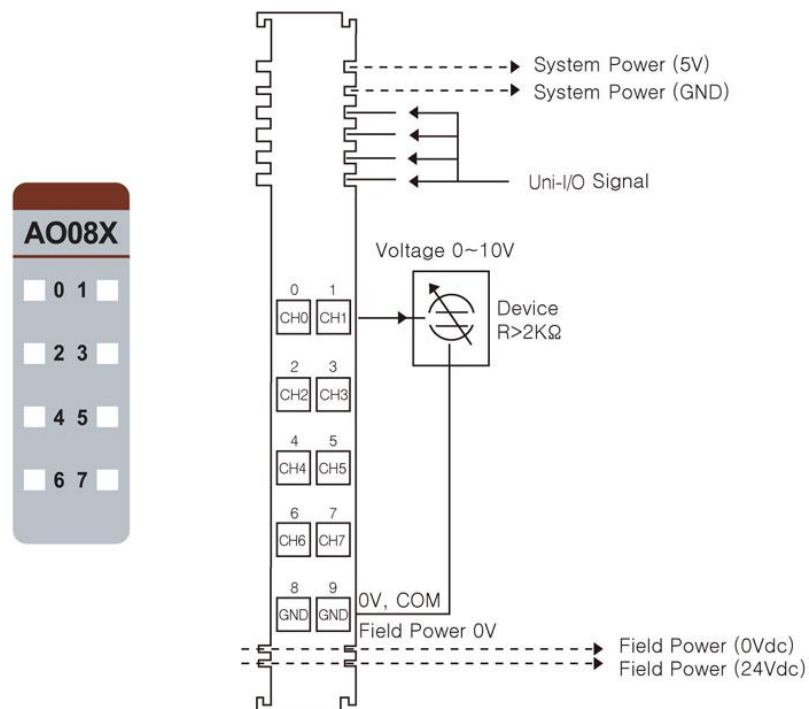 AO08X
0 1
2 3
4 5
6 7
System Power (5V)
System Power (GND)
Uni-I/O Signal
Voltage 0~10V
0 1
CH0 CH1
Device
R>2KΩ
2 3
CH2 CH3
4 5
CH4 CH5
6 7
CH6 CH7
8 9
GND GND
0V, COM
Field Power 0V
Field Power (0Vdc)
Field Power (24Vdc)